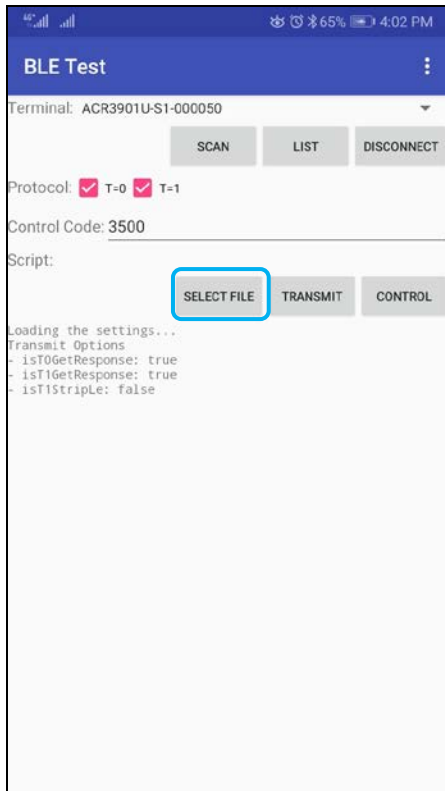 4G 65% 4:02 PM
BLE Test
Terminal: ACR3901U-S1-000050
SCAN LIST DISCONNECT
Protocol: T=0 T=1
Control Code: 3500
Script:
SELECT FILE TRANSMIT CONTROL
Loading the settings...
Transmit Options
- isT0GetResponse: true
- isT1GetResponse: true
- isT1StripLe: false